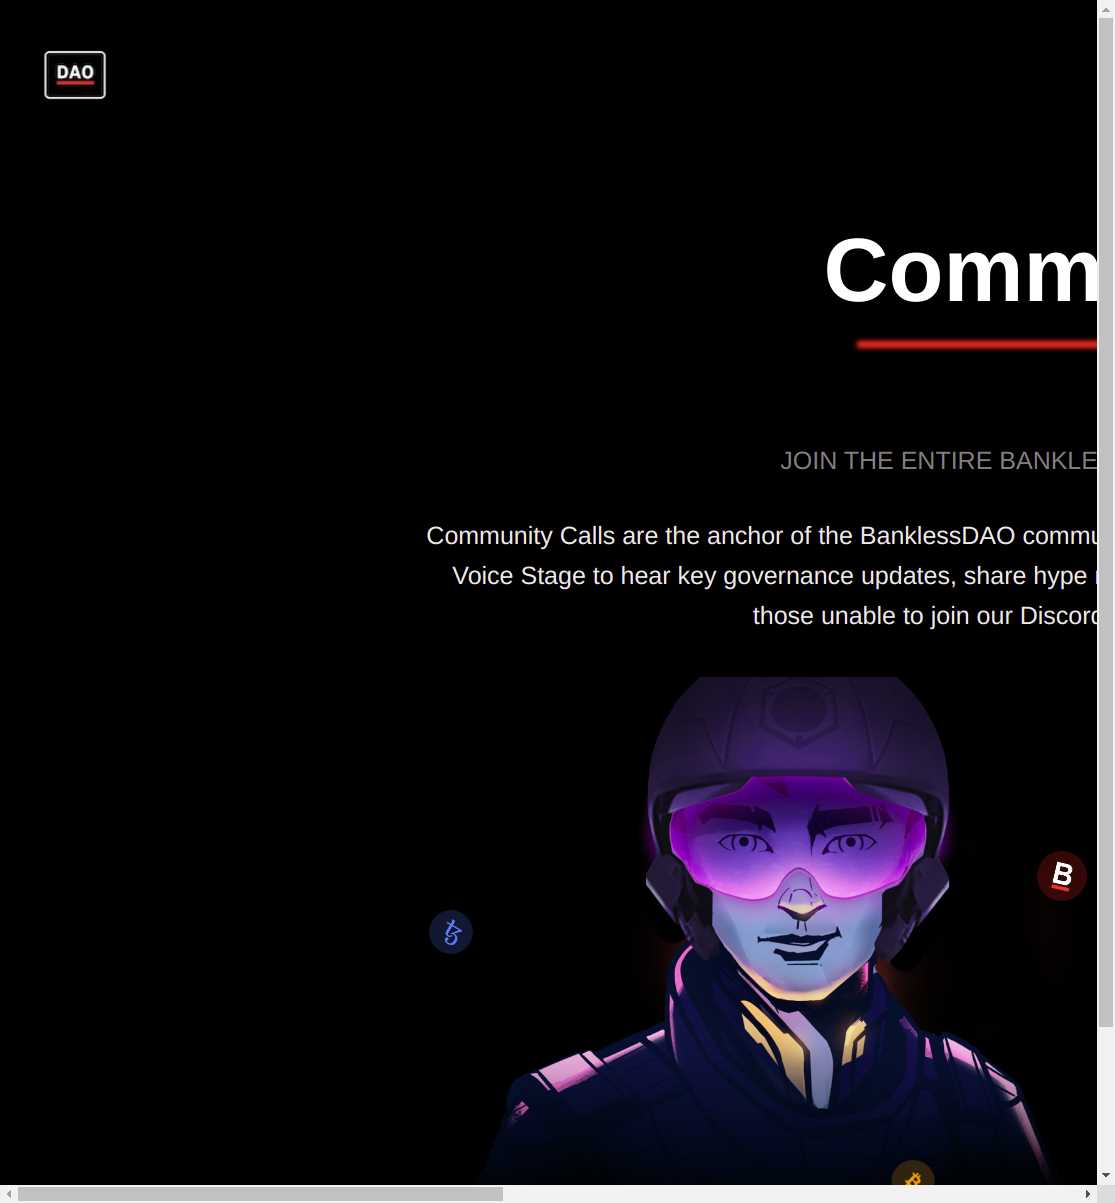 DAO
Comm
JOIN THE ENTIRE BANKLE
Community Calls are the anchor of the BanklessDAO commu
Voice Stage to hear key governance updates, share hype
those unable to join our Discord
B